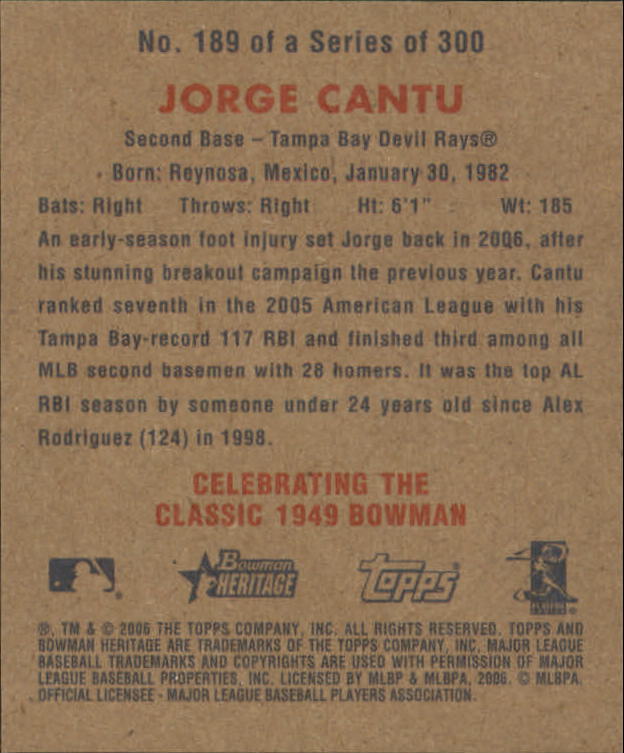 No. 189 of a Series of 300
JORGE CANTU
Second Base – Tampa Bay Devil Rays®
Born: Reynosa, Mexico, January 30, 1982
Bats: Right Throws: Right Ht: 6'1" Wt: 185
An early-season foot injury set Jorge back in 2006, after
his stunning breakout campaign the previous year. Cantu
ranked seventh in the 2005 American League with his
Tampa Bay-record 117 RBI and finished third among all
MLB second basemen with 28 homers. It was the top AL
RBI season by someone under 24 years old since Alex
Rodriguez (124) in 1998.
CELEBRATING THE
CLASSIC 1949 BOWMAN
Bowman
HERITAGE
Topps
®, TM & © 2006 THE TOPPS COMPANY, INC. ALL RIGHTS RESERVED. TOPPS AND
BOWMAN HERITAGE ARE TRADEMARKS OF THE TOPPS COMPANY, INC. MAJOR LEAGUE
BASEBALL TRADEMARKS AND COPYRIGHTS ARE USED WITH PERMISSION OF MAJOR
LEAGUE BASEBALL PROPERTIES, INC. LICENSED BY MLBP & MLBPA, 2006. © MLBPA.
OFFICIAL LICENSEE - MAJOR LEAGUE BASEBALL PLAYERS ASSOCIATION.